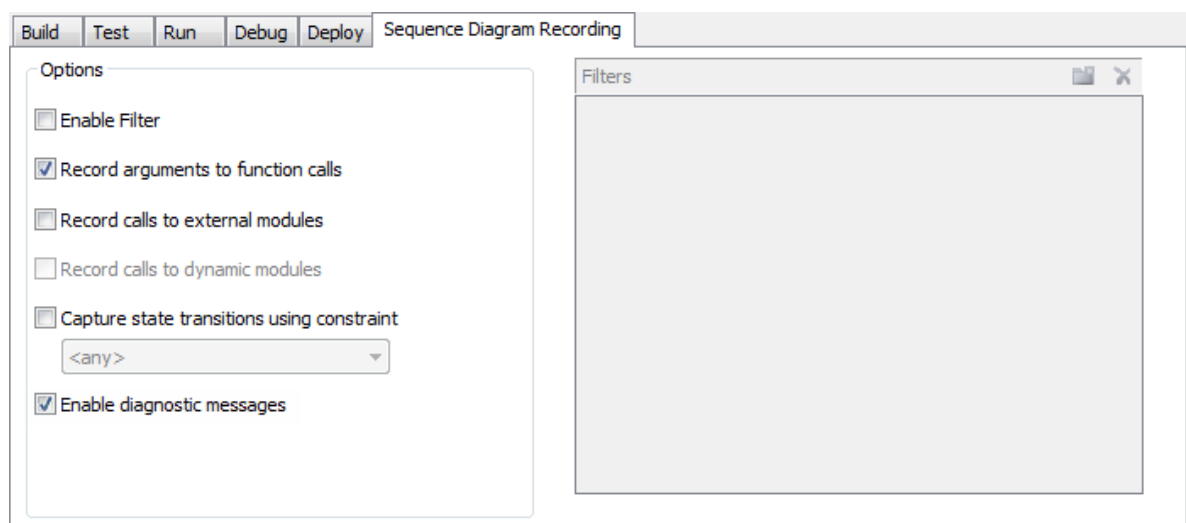 Build Test Run Debug Deploy Sequence Diagram Recording
Options
Filters
Enable Filter
Record arguments to function calls
Record calls to external modules
Record calls to dynamic modules
Capture state transitions using constraint
<any>
Enable diagnostic messages